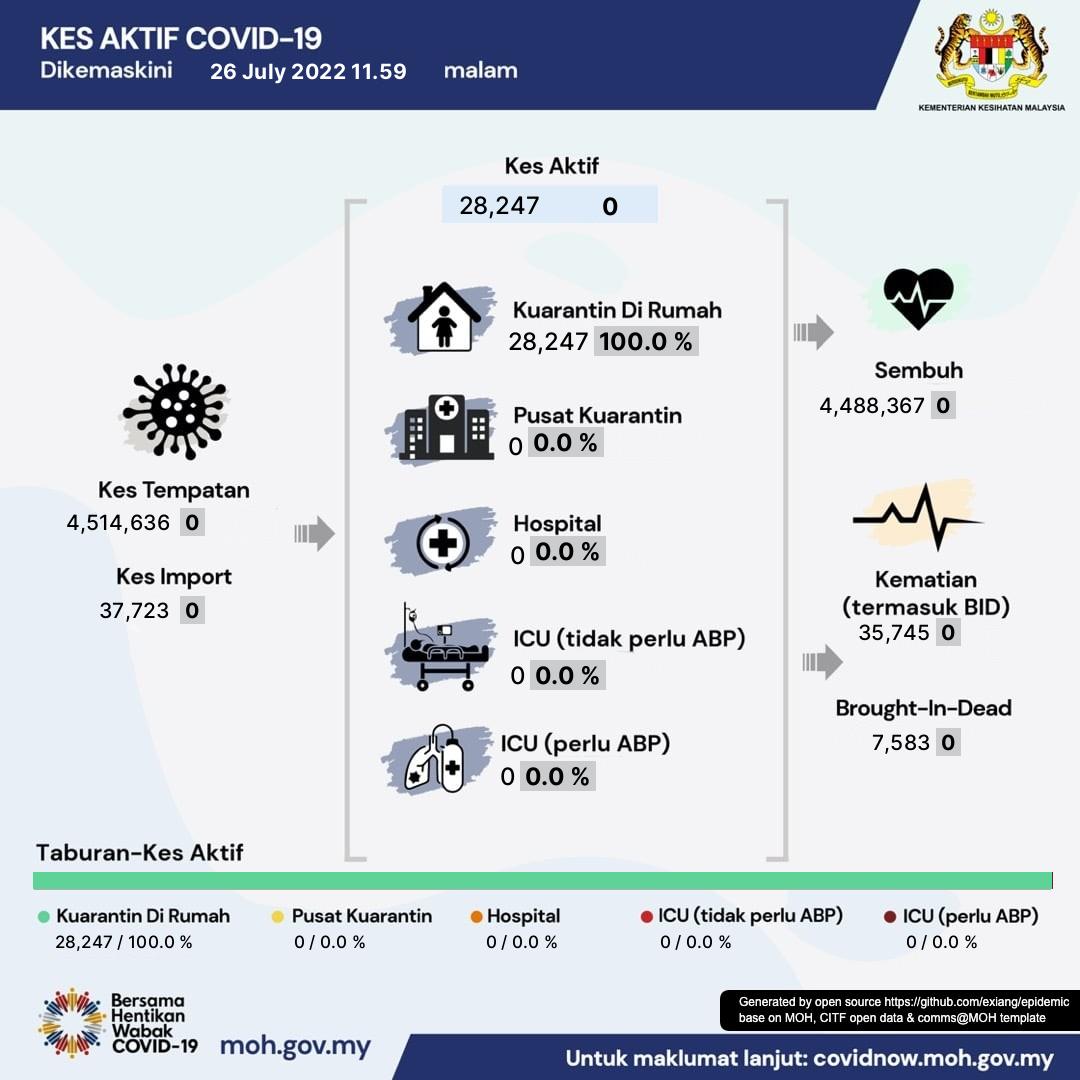 KES AKTIF COVID-19
Dikemaskini 26 July 2022 11.59 malam
KEMENTERIAN KESIHATAN MALAYSIA
Kes Aktif
28,247 0
Kes Tempatan
4,514,636 0
Kes Import
37,723 0
Kuarantin Di Rumah
28,247 100.0 %
Pusat Kuarantin
0 0.0 %
Hospital
0 0.0 %
ICU (tidak perlu ABP)
0 0.0 %
ICU (perlu ABP)
0 0.0 %
Sembuh
4,488,367 0
Kematian
(termasuk BID)
35,745 0
Brought-In-Dead
7,583 0
Taburan-Kes Aktif
Kuarantin Di Rumah
28,247 / 100.0 %
Pusat Kuarantin
0 / 0.0 %
Hospital
0 / 0.0 %
ICU (tidak perlu ABP)
0 / 0.0 %
ICU (perlu ABP)
0 / 0.0 %
Bersama
Hentikan
Wabak
COVID-19
moh.gov.my
Generated by open source https://github.com/exiang/epidemic
base on MOH, CITF open data & comms@MOH template
Untuk maklumat lanjut: covidnow.moh.gov.my